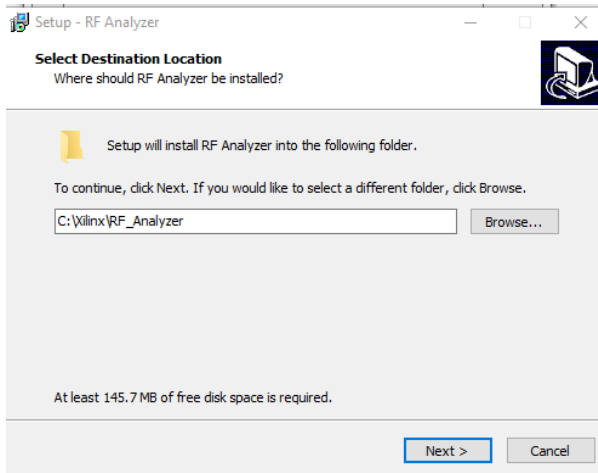 Setup - RF Analyzer
Select Destination Location
Where should RF Analyzer be installed?
Setup will install RF Analyzer into the following folder.
To continue, click Next. If you would like to select a different folder, click Browse.
C:\Xilinx\RF_Analyzer
Browse...
At least 145.7 MB of free disk space is required.
Next >
Cancel